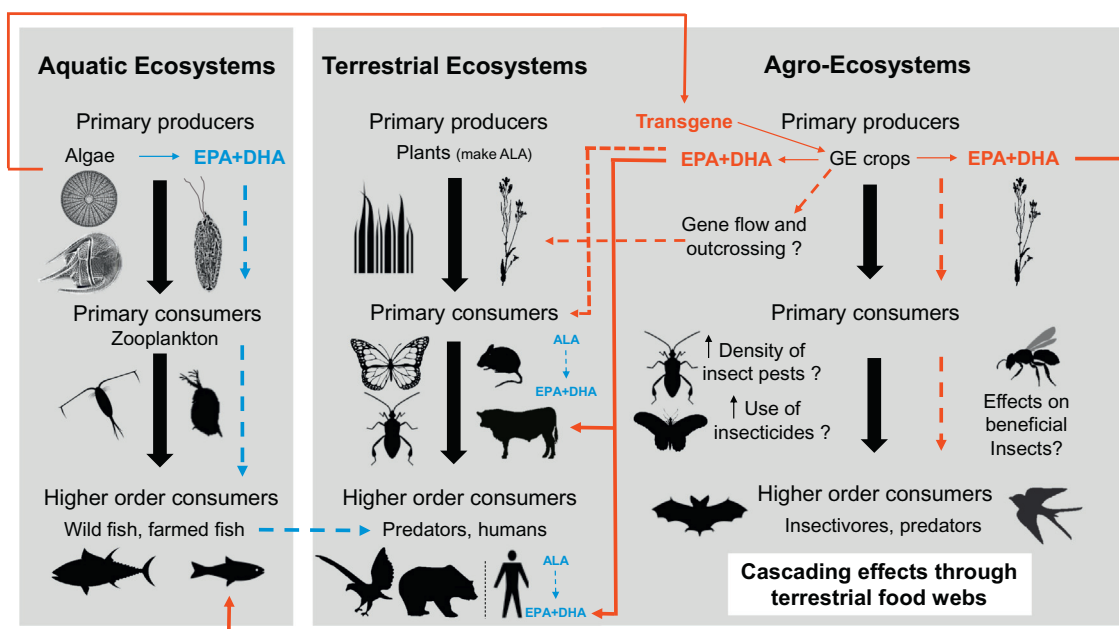 Aquatic Ecosystems
Primary producers
Algae
EPA+DHA
Primary consumers
Zooplankton
Higher order consumers
Wild fish, farmed fish
Terrestrial Ecosystems
Primary producers
Plants (make ALA)
Primary consumers
ALA
EPA+DHA
Higher order consumers
Predators, humans
ALA
EPA+DHA
Agro-Ecosystems
Transgene
Primary producers
EPA+DHA
GE crops
EPA+DHA
Gene flow and
outcrossing ?
Primary consumers
Density of
insect pests ?
Use of
insecticides ?
Effects on
beneficial
Insects?
Higher order consumers
Insectivores, predators
Cascading effects through
terrestrial food webs